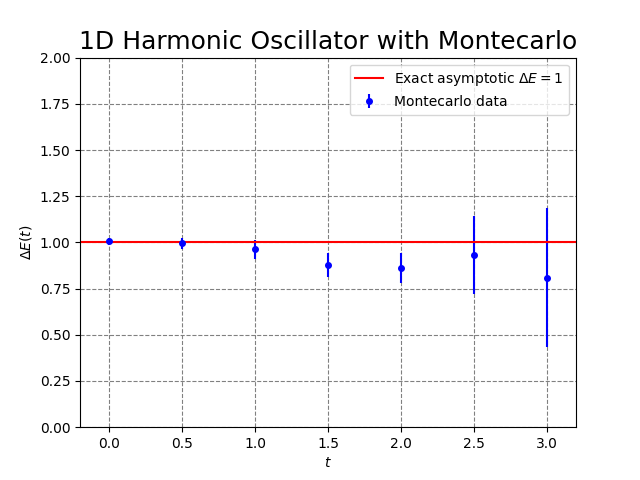 1D Harmonic Oscillator with Montecarlo
Exact asymptotic ΔE = 1
Montecarlo data
ΔE(t)
2.00
1.75
1.50
1.25
1.00
0.75
0.50
0.25
0.00
0.0 0.5 1.0 1.5 2.0 2.5 3.0
t